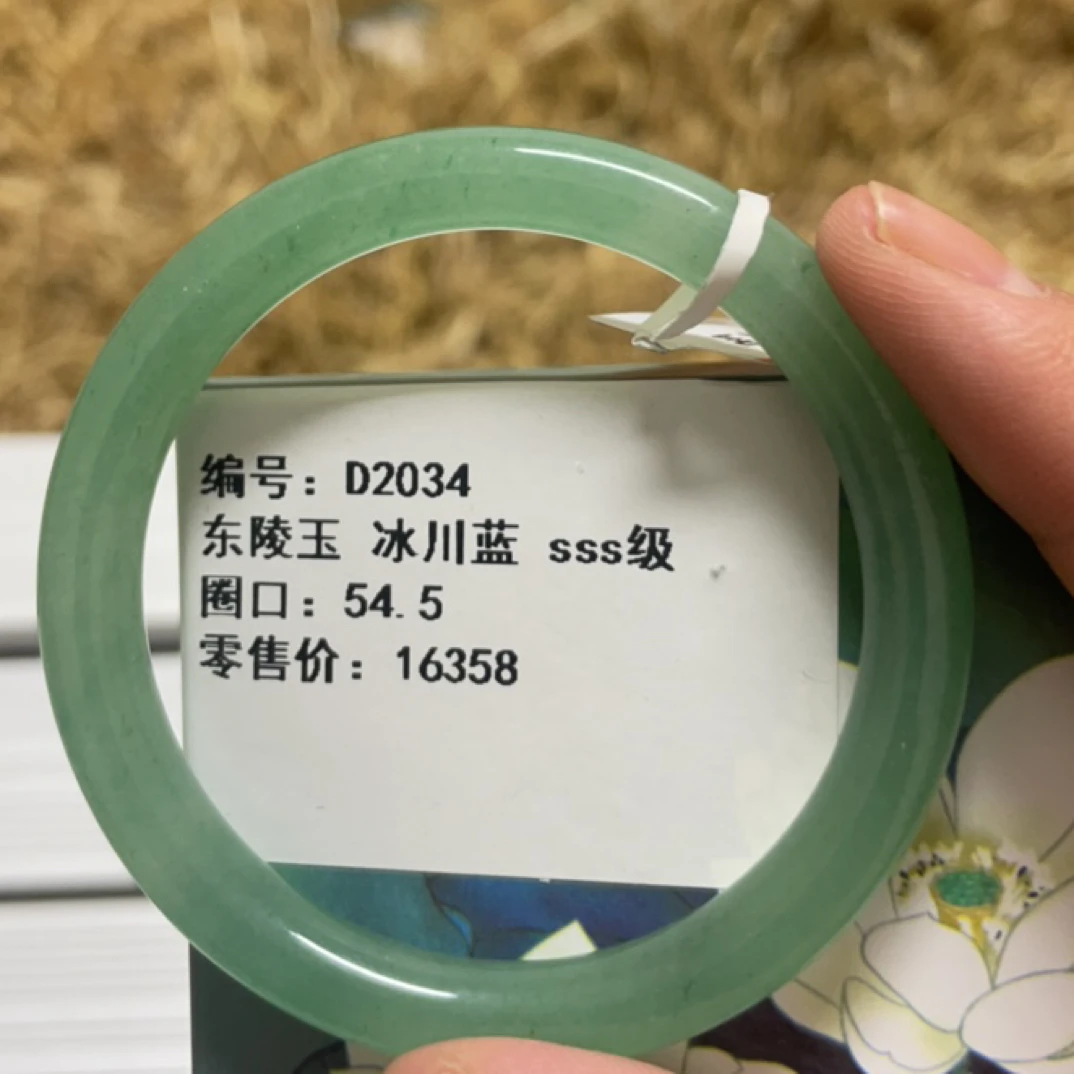 编号：D2034
东陵玉 冰川蓝 sss级
圈口：54.5
零售价：16358